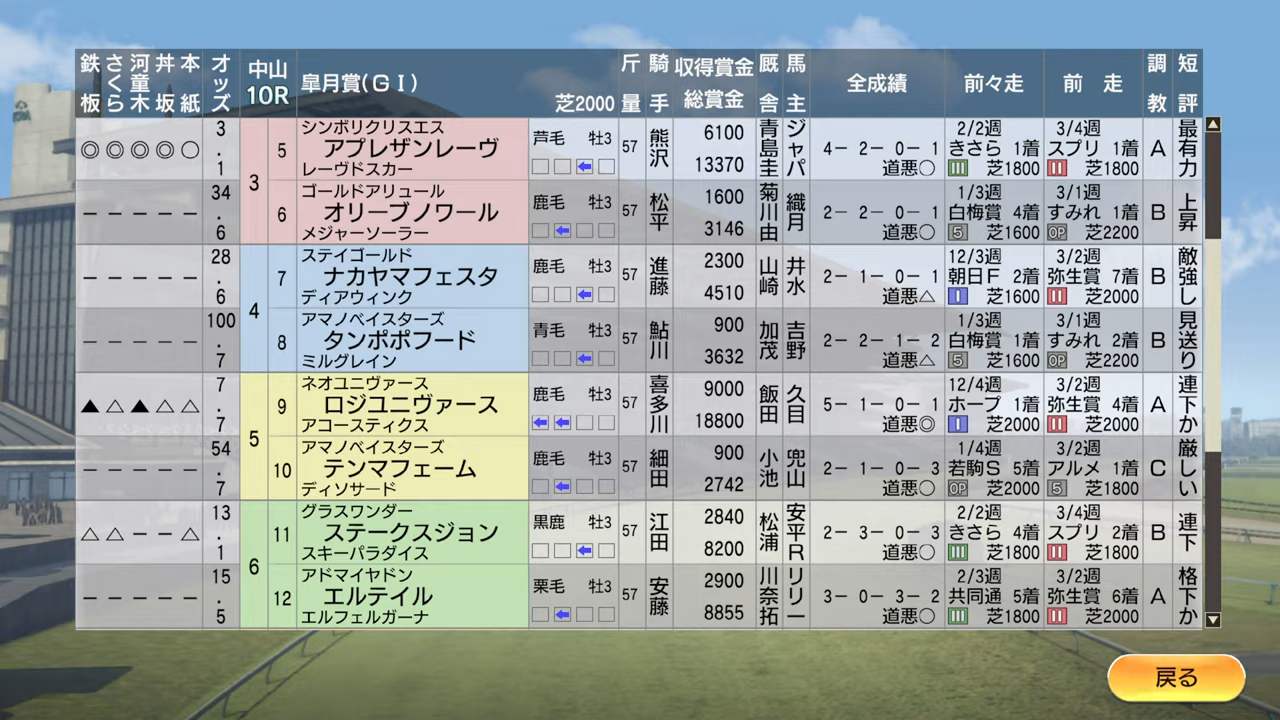 鉄板 さくら 河童木 井坂 本紙 オッズ 中山 10R 皐月賞(GⅠ) 芝2000 斤量 騎手 収得賞金 総賞金 厩舎 馬主 全成績 前々走 前 走 調教 短評
◎ ◎ ◎ ◎ ○ 3.1 3 5 シンボリクリスエス 芦毛 牡3 57 熊沢 6100 青島圭 ジャパ 4- 2- 0- 1 2/2週 3/4週 A 最有力
アプレザンレーヴ きさら 1着 スプリ 1着
レーヴドスカー 13370 道悪○ Ⅲ 芝1800 Ⅱ 芝1800
- - - - - 34.6 6 ゴールドアリュール 鹿毛 牡3 57 松平 1600 菊川由 織月 2- 2- 0- 1 1/3週 3/1週 B 上昇
オリーブノワール 白梅賞 4着 すみれ 1着
メジャーソーラー 3146 道悪○ 5 芝1600 OP 芝2200
- - - - - 28.6 4 7 ステイゴールド 鹿毛 牡3 57 進藤 2300 山崎 井水 2- 1- 0- 1 12/3週 3/2週 B 敵強し
ナカヤマフェスタ 朝日F 2着 弥生賞 7着
ディアウィンク 4510 道悪△ Ⅰ 芝1600 Ⅱ 芝2000
- - - - - 100.7 8 アマノベイスターズ 青毛 牡3 57 鮎川 900 加茂 吉野 2- 2- 1- 2 1/3週 3/1週 B 見送り
タンポポフード 白梅賞 1着 すみれ 2着
ミルグレイン 3632 道悪△ 5 芝1600 OP 芝2200
▲ △ ▲ △ △ 7.7 5 9 ネオユニヴァース 鹿毛 牡3 57 喜多川 9000 飯田 久目 5- 1- 0- 1 12/4週 3/2週 A 連下か
ロジユニヴァース ホープ 1着 弥生賞 4着
アコースティクス 18800 道悪◎ Ⅰ 芝2000 Ⅱ 芝2000
- - - - - 54.7 10 アマノベイスターズ 鹿毛 牡3 57 細田 900 小池 兜山 2- 1- 0- 3 1/4週 3/2週 C 厳しい
テンマフェーム 若駒S 5着 アルメ 1着
ディソサード 2742 道悪○ OP 芝2000 5 芝1800
△ △ - - △ 13.1 6 11 グラスワンダー 黒鹿 牡3 57 江田 2840 松浦 安平R 2- 3- 0- 3 2/2週 3/4週 B 連下
ステークスジョン きさら 4着 スプリ 2着
スキーパラダイス 8200 道悪○ Ⅲ 芝1800 Ⅱ 芝1800
- - - - - 15.5 12 アドマイヤドン 栗毛 牡3 57 安藤 2900 川奈拓 リリー 3- 0- 3- 2 2/3週 3/2週 A 格下か
エルテイル 共同通 5着 弥生賞 6着
エルフェルガーナ 8855 道悪○ Ⅲ 芝1800 Ⅱ 芝2000
戻る